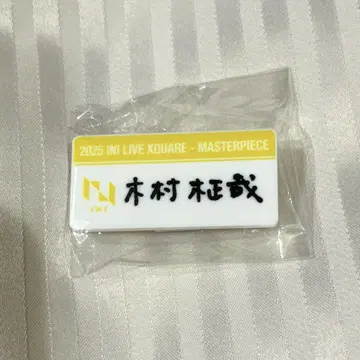 2025 INI LIVE XQUARE - MASTERPIECE
木村柾哉
INI